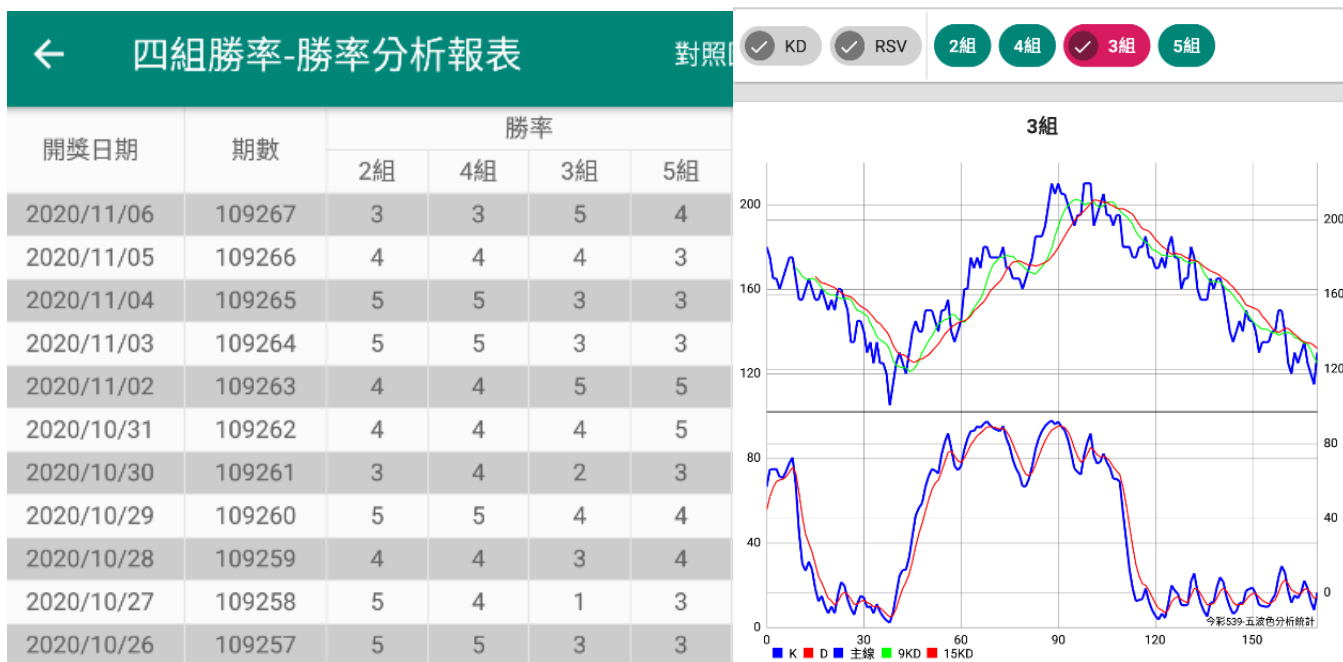 四組勝率-勝率分析報表
對照
開獎日期 期數 勝率
2組 4組 3組 5組
2020/11/06 109267 3 3 5 4
2020/11/05 109266 4 4 4 3
2020/11/04 109265 5 5 3 3
2020/11/03 109264 5 5 3 3
2020/11/02 109263 4 4 5 5
2020/10/31 109262 4 4 4 5
2020/10/30 109261 3 4 2 3
2020/10/29 109260 5 5 4 4
2020/10/28 109259 4 4 3 4
2020/10/27 109258 5 4 1 3
2020/10/26 109257 5 5 3 3
KD RSV 2組 4組 3組 5組
3組
200 200
160 160
120 120
80 80
40 40
0 0
今彩539-五波色分析統計
0 30 60 90 120 150
K D 主線 9KD 15KD